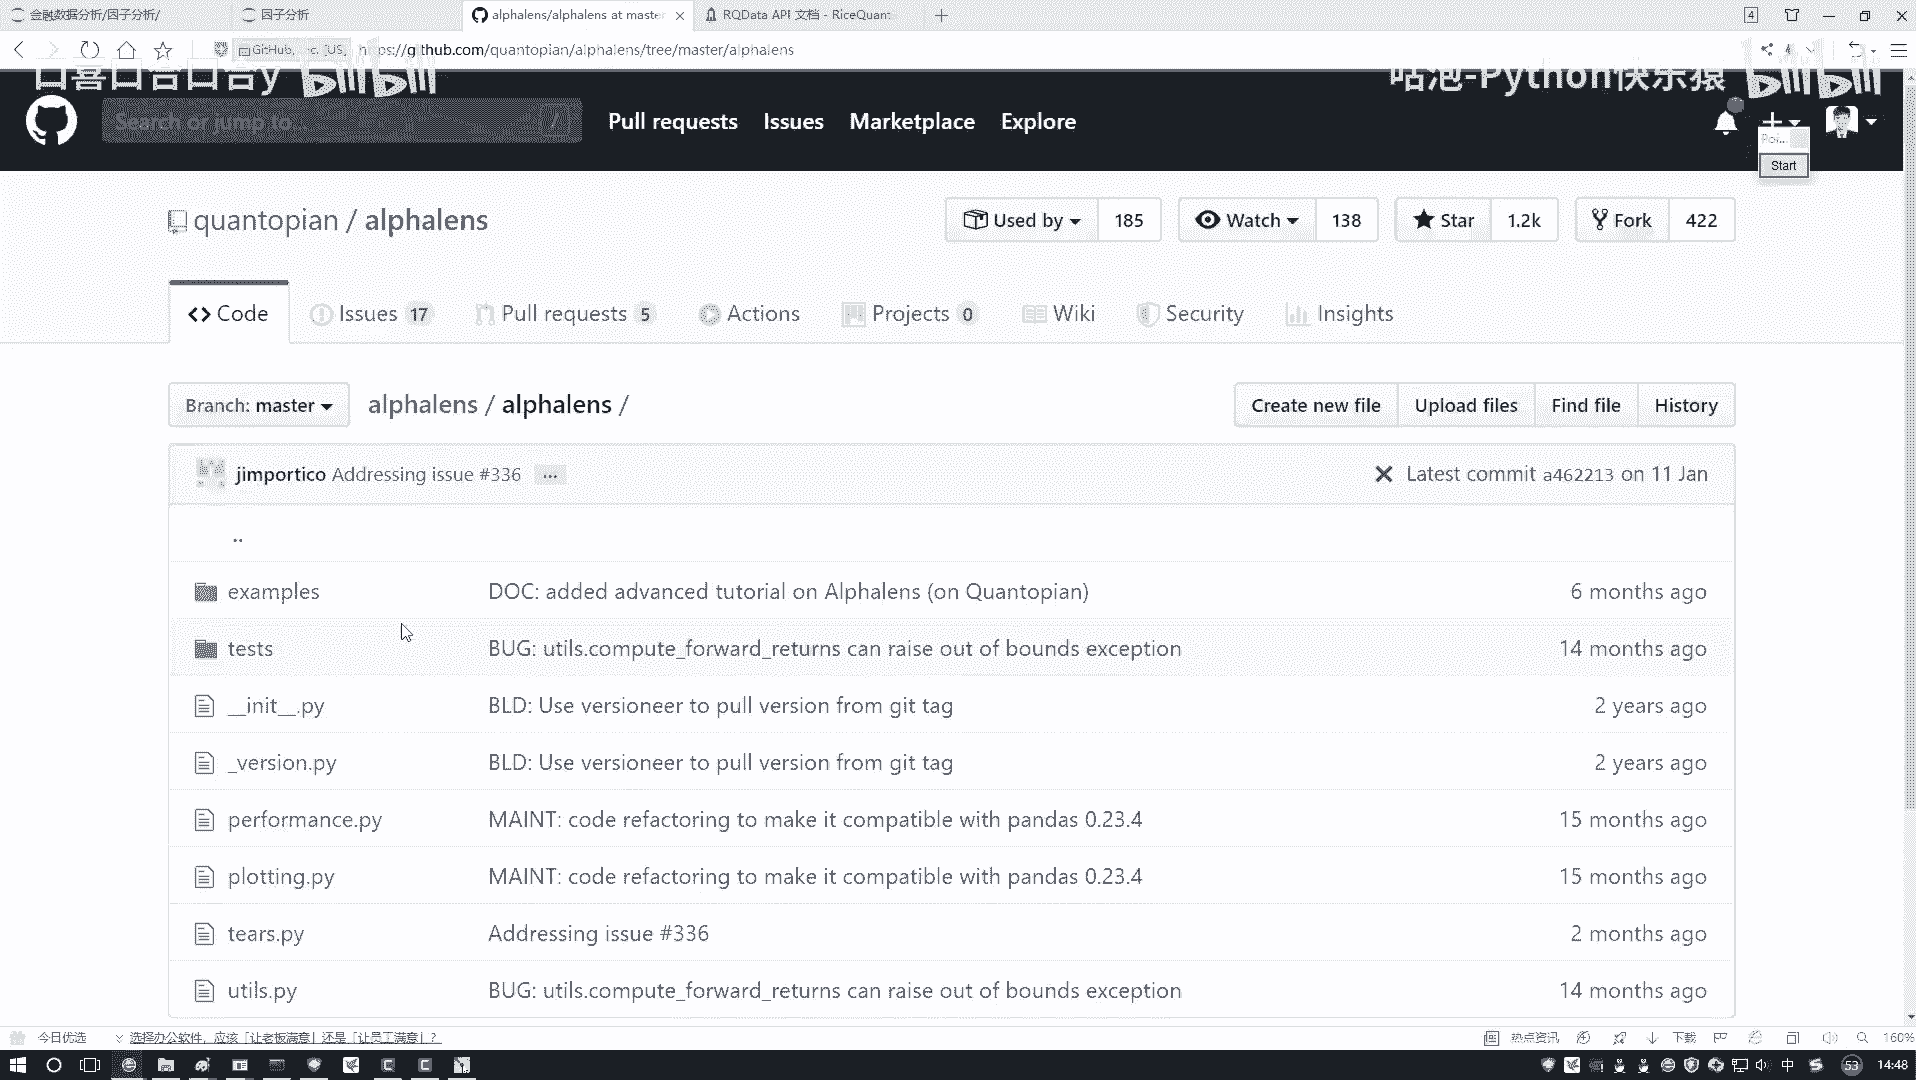 金融数据分析/因子分析/
因子分析
alphalens/alphalens at master
RQData API 文档 - RiceQuant
4
GitHub, Inc. [US]
https://github.com/quantopian/alphalens/tree/master/alphalens
bilibili
咕泡-Python快乐猿 bilibili
Search or jump to...
/
Pull requests
Issues
Marketplace
Explore
Start
quantopian / alphalens
Used by
185
Watch
138
Star
1.2k
Fork
422
Code
Issues 17
Pull requests 5
Actions
Projects 0
Wiki
Security
Insights
Branch: master
alphalens / alphalens /
Create new file
Upload files
Find file
History
jimportico Addressing issue #336 ...
Latest commit a462213 on 11 Jan
..
examples DOC: added advanced tutorial on Alphalens (on Quantopian) 6 months ago
tests BUG: utils.compute_forward_returns can raise out of bounds exception 14 months ago
__init__.py BLD: Use versioneer to pull version from git tag 2 years ago
_version.py BLD: Use versioneer to pull version from git tag 2 years ago
performance.py MAINT: code refactoring to make it compatible with pandas 0.23.4 15 months ago
plotting.py MAINT: code refactoring to make it compatible with pandas 0.23.4 15 months ago
tears.py Addressing issue #336 2 months ago
utils.py BUG: utils.compute_forward_returns can raise out of bounds exception 14 months ago
今日优选
选择办公软件，应该「让老板满意」还是「让员工满意」？
热点资讯
下载
160%
中
53
14:48